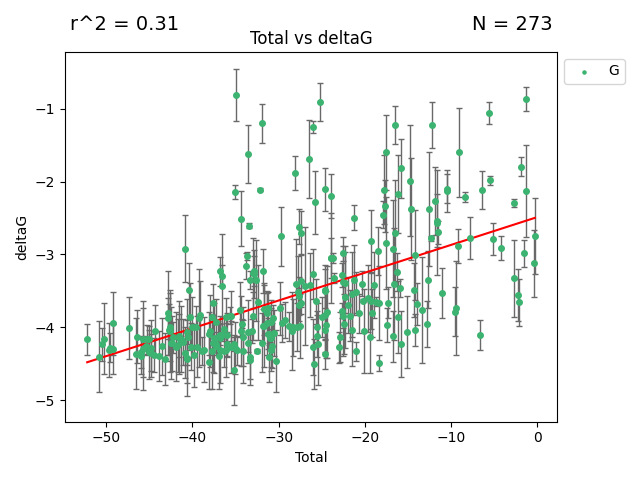 r^2 = 0.31
N = 273
Total vs deltaG
G
deltaG
−1
−2
−3
−4
−5
−50 −40 −30 −20 −10 0
Total